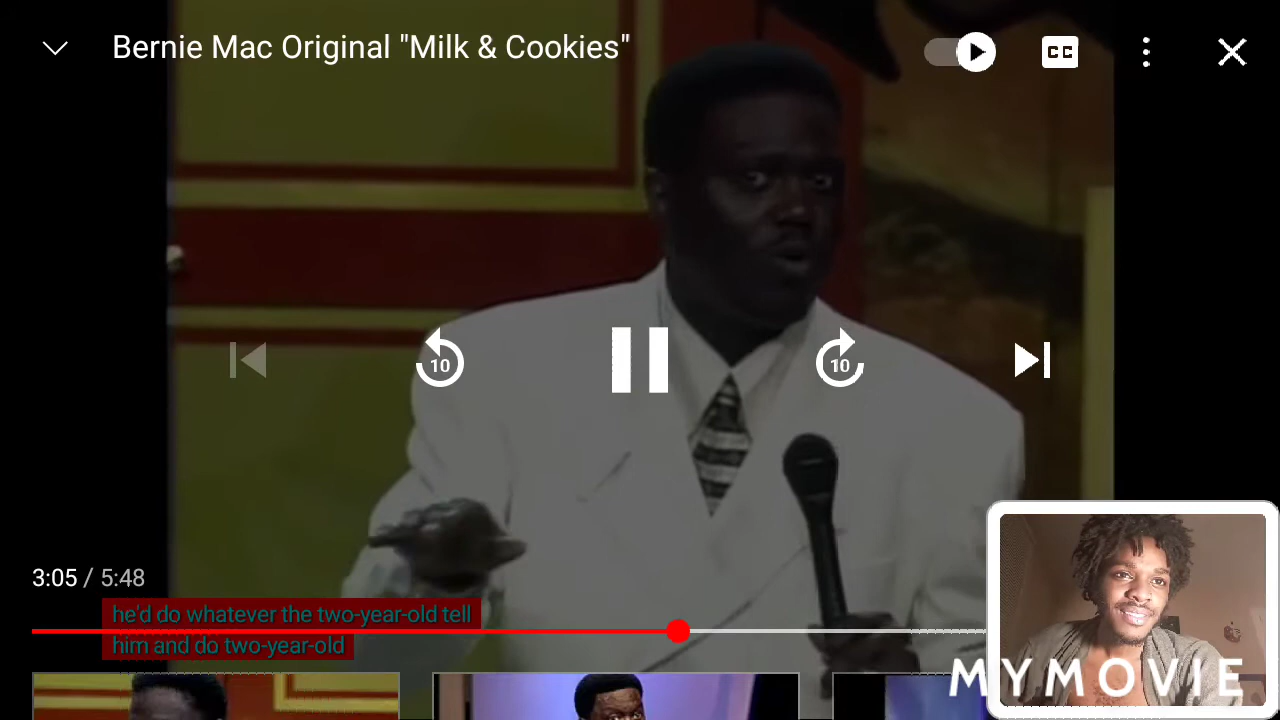 Bernie Mac Original "Milk & Cookies"
CC
10
10
3:05 / 5:48
he'd do whatever the two-year-old tell
him and do two-year-old
MYMOVIE